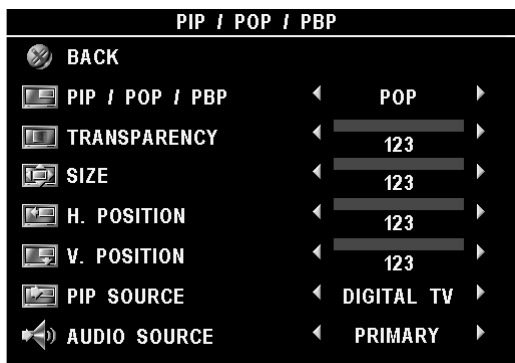 PIP / POP / PBP
BACK
PIP / POP / PBP POP
TRANSPARENCY 123
SIZE 123
H. POSITION 123
V. POSITION 123
PIP SOURCE DIGITAL TV
AUDIO SOURCE PRIMARY